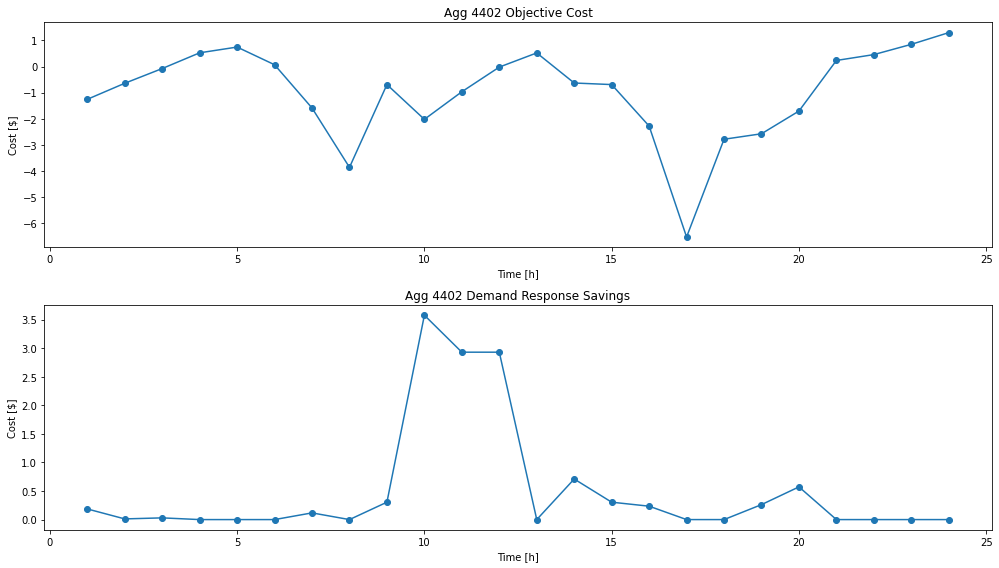 Agg 4402 Objective Cost
1
0
−1
−2
−3
−4
−5
−6
Cost [$]
0 5 10 15 20 25
Time [h]
Agg 4402 Demand Response Savings
3.5
3.0
2.5
2.0
1.5
1.0
0.5
0.0
Cost [$]
0 5 10 15 20 25
Time [h]